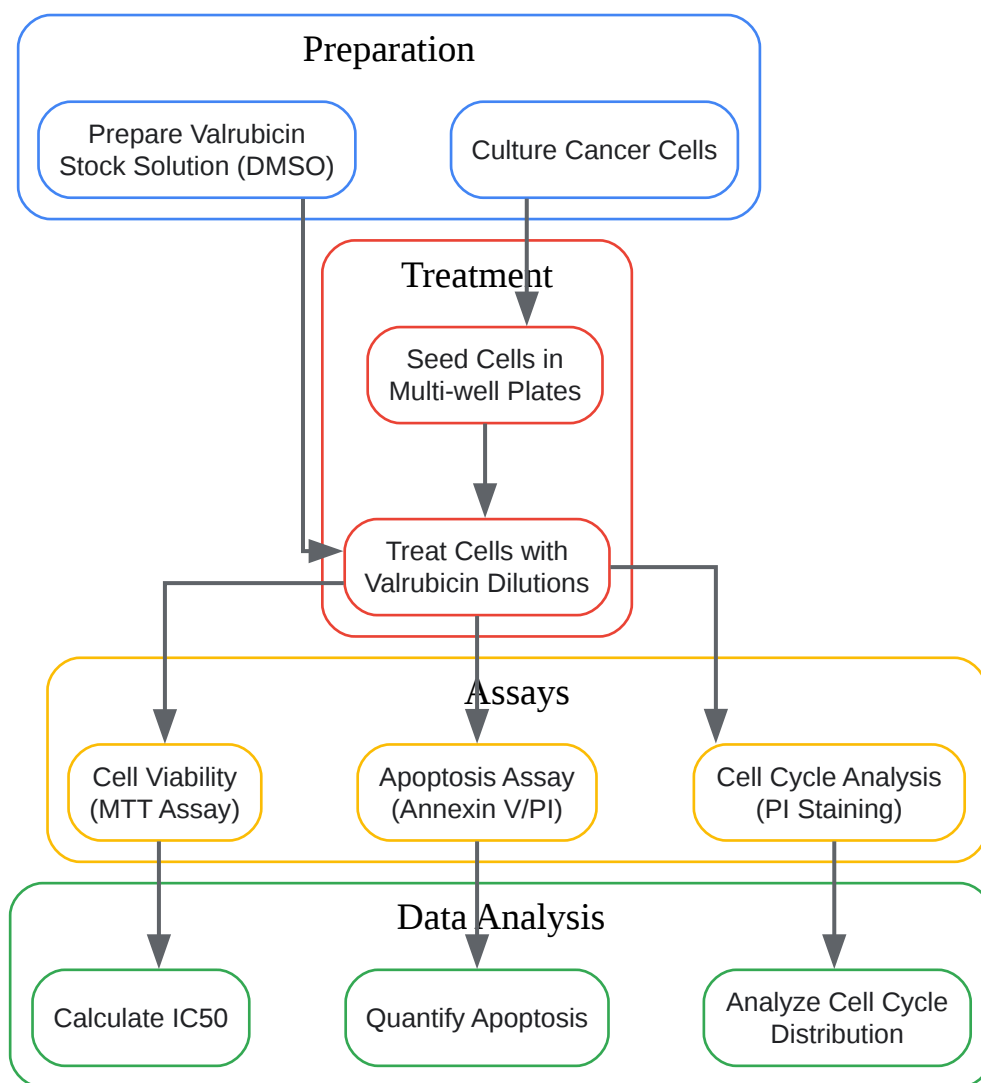 Preparation
Prepare Valrubicin
Stock Solution (DMSO)
Culture Cancer Cells
Treatment
Seed Cells in
Multi-well Plates
Treat Cells with
Valrubicin Dilutions
Assays
Cell Viability
(MTT Assay)
Apoptosis Assay
(Annexin V/PI)
Cell Cycle Analysis
(PI Staining)
Data Analysis
Calculate IC50
Quantify Apoptosis
Analyze Cell Cycle
Distribution